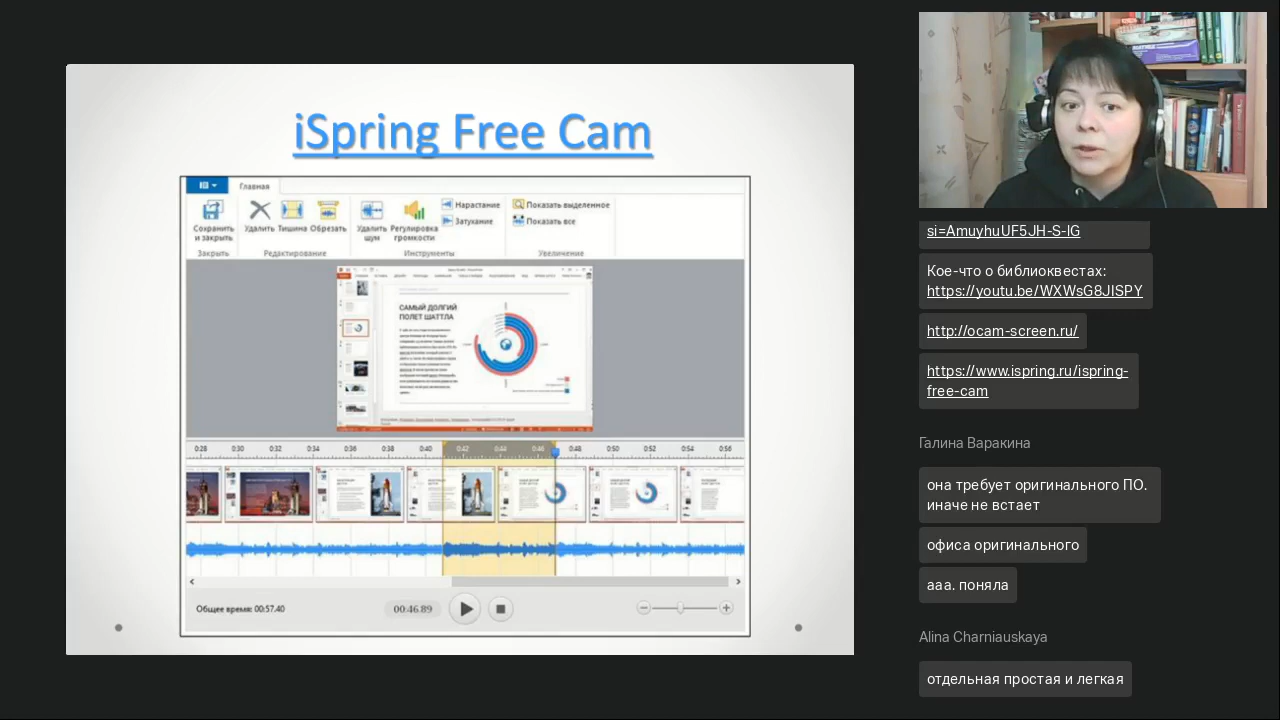 iSpring Free Cam
Главная
Сохранить и закрыть
Удалить
Тишина
Обрезать
Удалить шум
Регулировка громкости
Нарастание
Затухание
Показать выделенное
Показать все
Закрыть
Редактирование
Инструменты
Увеличение
САМЫЙ ДОЛГИЙ
ПОЛЕТ ШАТТЛА
0:28 0:30 0:32 0:34 0:36 0:38 0:40 0:42 0:44 0:46 0:48 0:50 0:52 0:54 0:56
Общее время: 00:57.40
00:46.89
si=AmuyhuUF5JH-S-lG
Кое-что о библиоквестах:
https://youtu.be/WXWsG8JISPY
http://ocam-screen.ru/
https://www.ispring.ru/ispring-
free-cam
Галина Варакина
она требует оригинального ПО.
иначе не встает
офиса оригинального
ааа. поняла
Alina Charniauskaya
отдельная простая и легкая